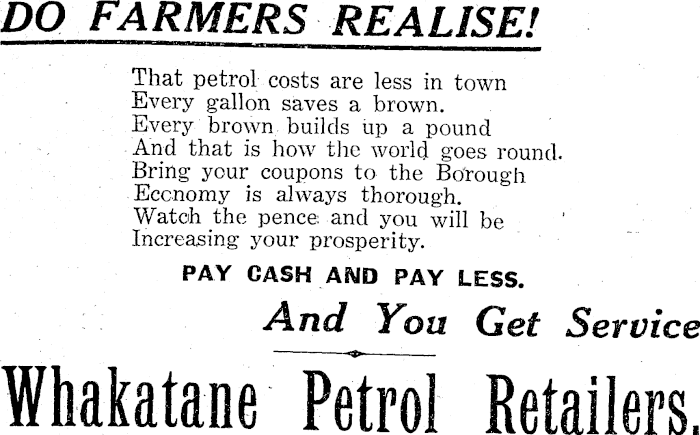 DO FARMERS REALISE!
That petrol costs are less in town
Every gallon saves a brown.
Every brown builds up a pound
And that is how the world goes round.
Bring your coupons to the Borough
Economy is always thorough.
Watch the pence and you will be
Increasing your prosperity.
PAY CASH AND PAY LESS.
And You Get Service
Whakatane Petrol Retailers.